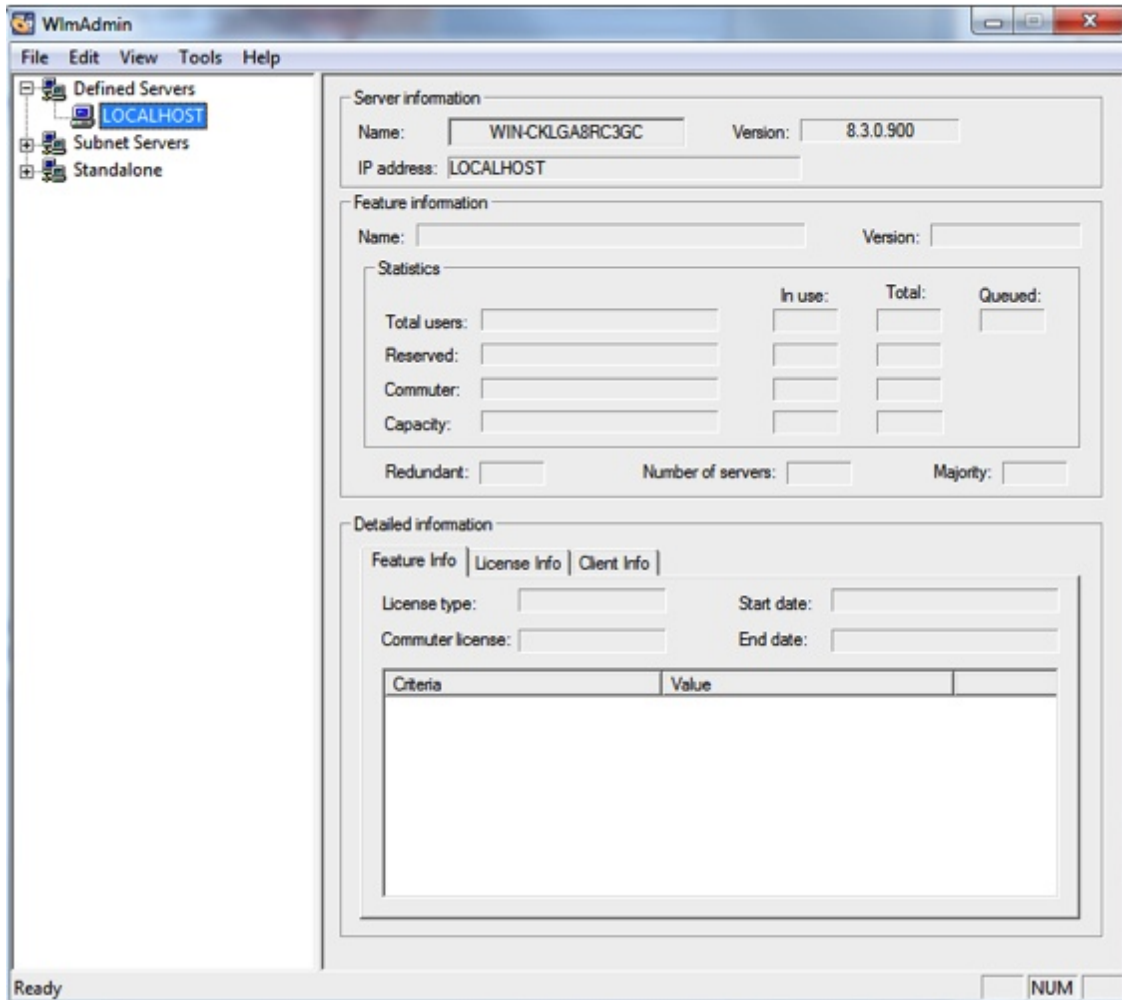 WlmAdmin
File Edit View Tools Help
Defined Servers
LOCALHOST
Subnet Servers
Standalone
Server information
Name: WIN-CKLGA8RC3GC Version: 8.3.0.900
IP address: LOCALHOST
Feature information
Name: Version:
Statistics
In use: Total: Queued:
Total users:
Reserved:
Commuter:
Capacity:
Redundant: Number of servers: Majority:
Detailed information
Feature Info License Info Client Info
License type: Start date:
Commuter license: End date:
Criteria Value
Ready NUM